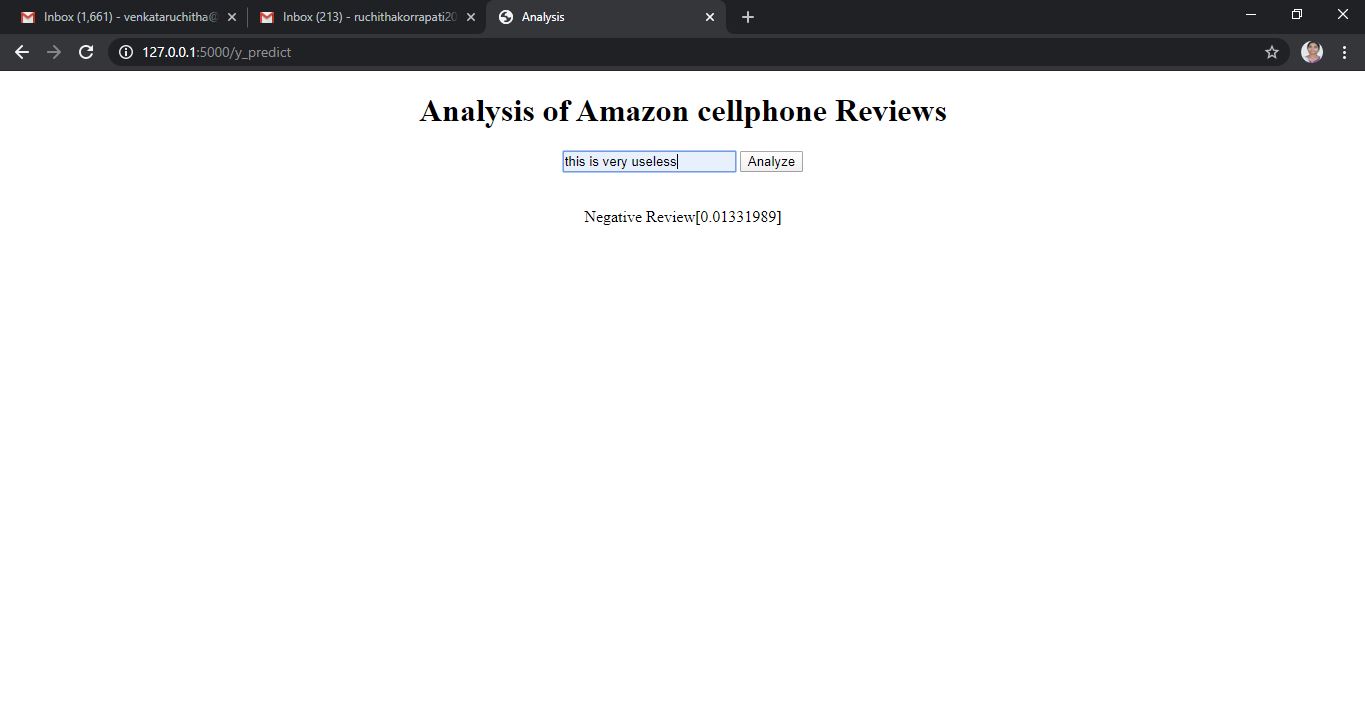 Inbox (1,661) - venkataruchitha@
Inbox (213) - ruchithakorrapati20
Analysis
127.0.0.1:5000/y_predict
Analysis of Amazon cellphone Reviews
this is very useless Analyze
Negative Review[0.01331989]